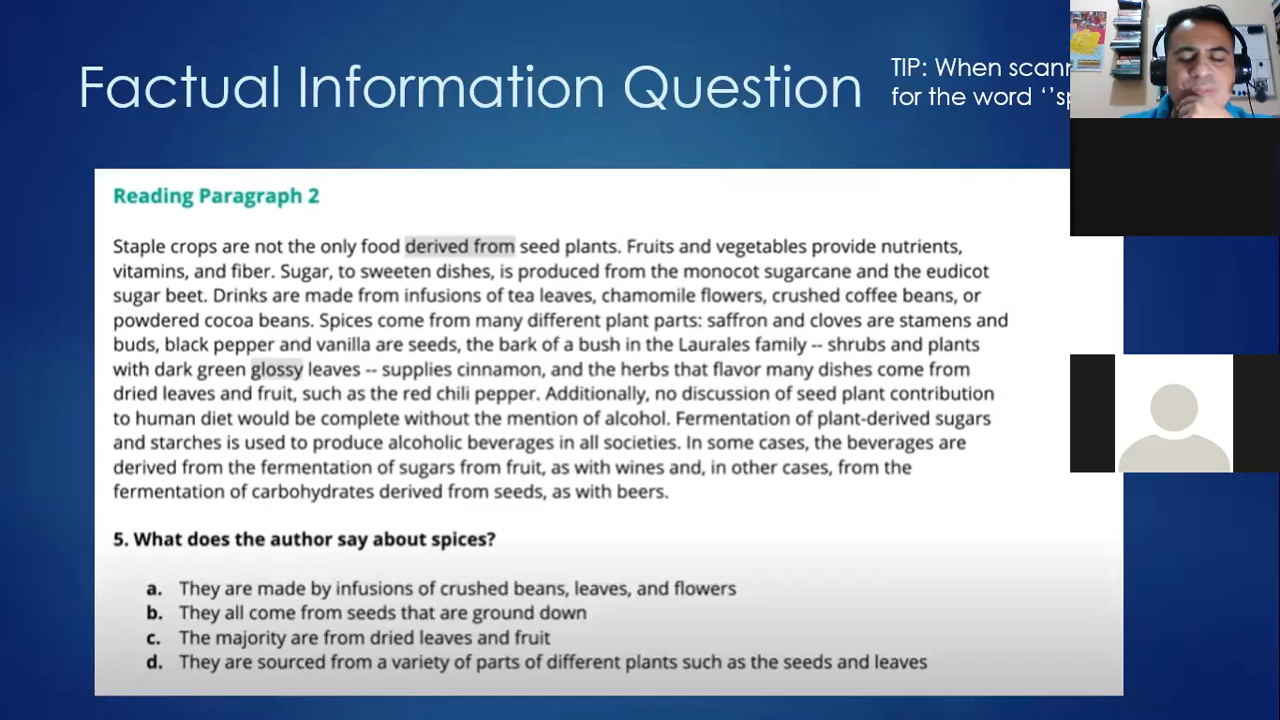 Factual Information Question
TIP: When
for the word ‘’
Reading Paragraph 2
Staple crops are not the only food derived from seed plants. Fruits and vegetables provide nutrients,
vitamins, and fiber. Sugar, to sweeten dishes, is produced from the monocot sugarcane and the eudicot
sugar beet. Drinks are made from infusions of tea leaves, chamomile flowers, crushed coffee beans, or
powdered cocoa beans. Spices come from many different plant parts: saffron and cloves are stamens and
buds, black pepper and vanilla are seeds, the bark of a bush in the Laurales family -- shrubs and plants
with dark green glossy leaves -- supplies cinnamon, and the herbs that flavor many dishes come from
dried leaves and fruit, such as the red chili pepper. Additionally, no discussion of seed plant contribution
to human diet would be complete without the mention of alcohol. Fermentation of plant-derived sugars
and starches is used to produce alcoholic beverages in all societies. In some cases, the beverages are
derived from the fermentation of sugars from fruit, as with wines and, in other cases, from the
fermentation of carbohydrates derived from seeds, as with beers.
5. What does the author say about spices?
a. They are made by infusions of crushed beans, leaves, and flowers
b. They all come from seeds that are ground down
c. The majority are from dried leaves and fruit
d. They are sourced from a variety of parts of different plants such as the seeds and leaves